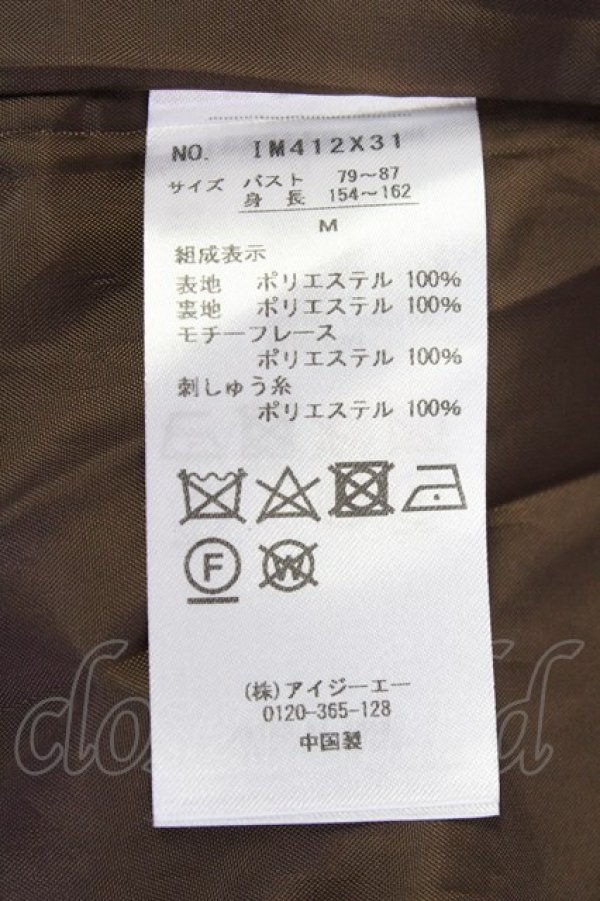 NO. IM412X31
サイズ バスト 79～87
身長 154～162
M
組成表示
表地 ポリエステル 100%
裏地 ポリエステル 100%
モチーフレース
ポリエステル 100%
刺しゅう糸
ポリエステル 100%
F W
(株)アイジーエー
0120-365-128
中国製